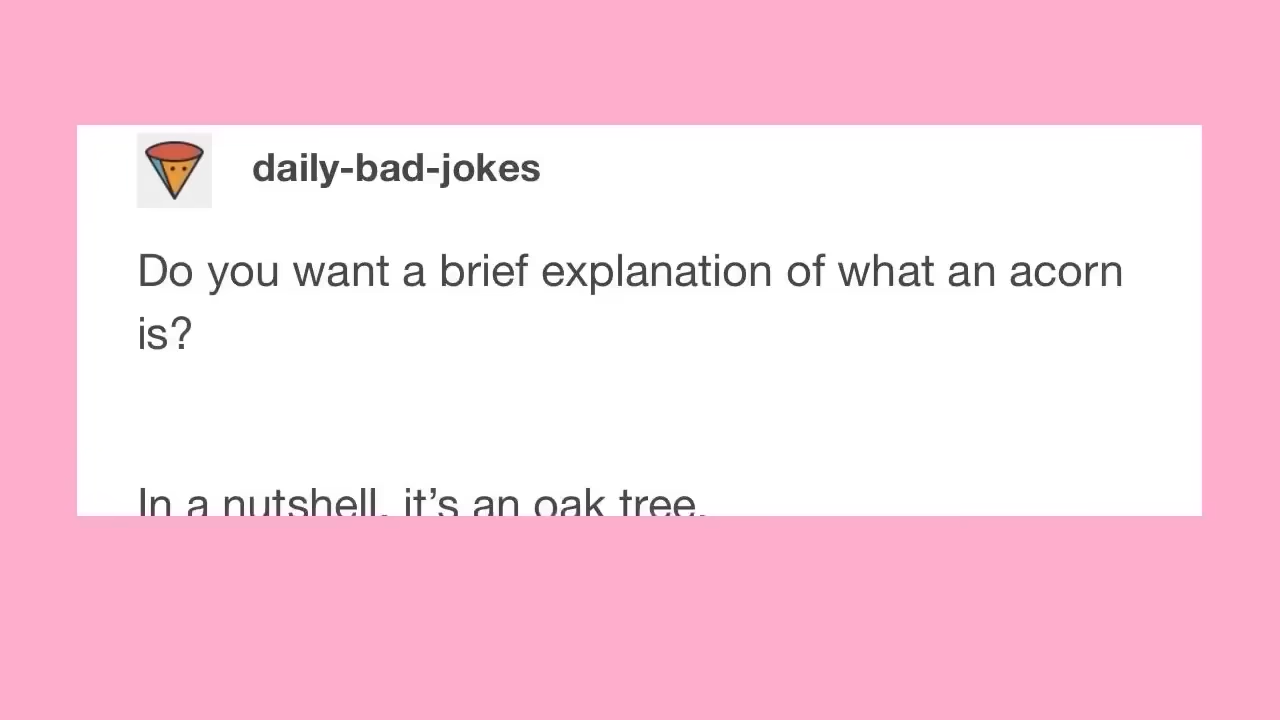 daily-bad-jokes
Do you want a brief explanation of what an acorn
is?
In a nutshell, it’s an oak tree.